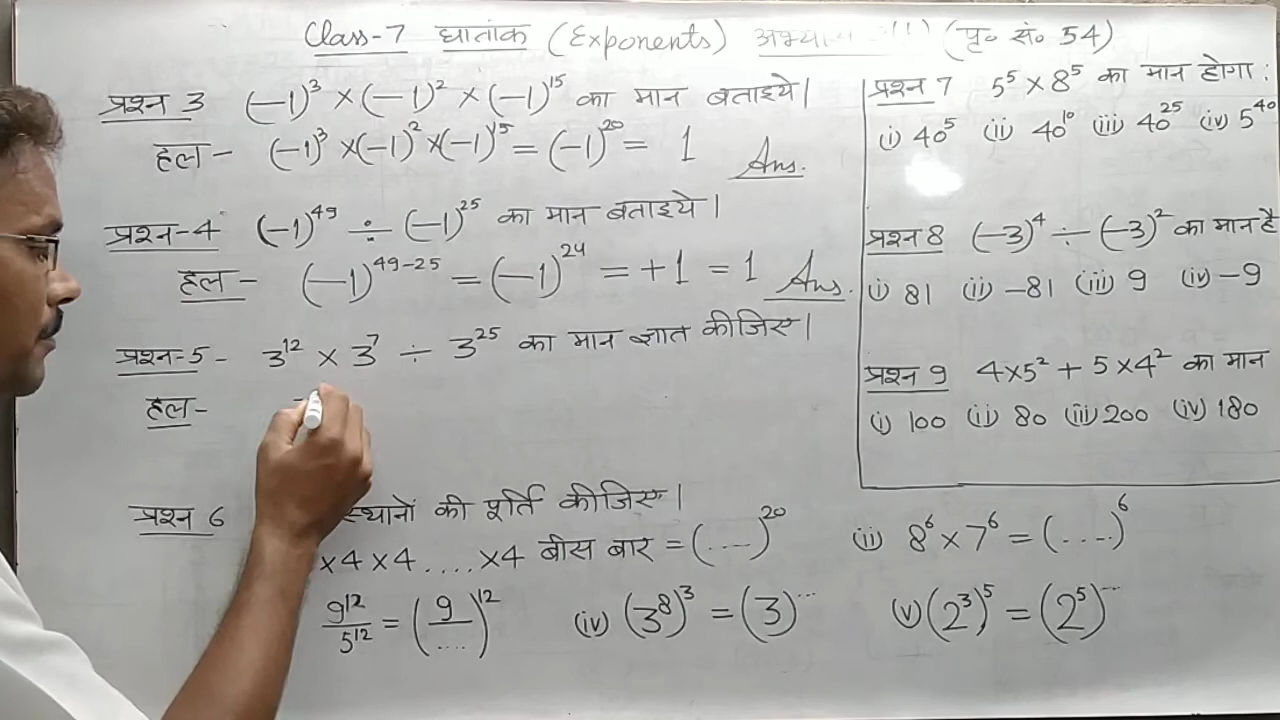 Class-7 घातांक (Exponents) (पृ० सं० 54)
प्रश्न 3 (-1)³ × (-1)² × (-1)¹⁵ का मान बताइये।
हल- (-1)³ × (-1)² × (-1)¹⁵ = (-1)²⁰ = 1 Ans.
प्रश्न-4 (-1)⁴⁹ ÷ (-1)²⁵ का मान बताइये।
हल- (-1)⁴⁹⁻²⁵ = (-1)²⁴ = +1 = 1 Ans.
प्रश्न-5- 3¹² × 3⁷ ÷ 3²⁵ का मान ज्ञात कीजिए।
हल-
प्रश्न 6 स्थानों की पूर्ति कीजिए।
×4×4....×4 बीस बार = (....)²⁰ (ii) 8⁶ × 7⁶ = (....)⁶
9¹²/5¹² = (9/....)¹² (iv) (3⁸)³ = (3)^... (v) (2³)⁵ = (2⁵)^...
प्रश्न 7 5⁵ × 8⁵ का मान होगा :
(i) 40⁵ (ii) 40¹⁰ (iii) 40²⁵ (iv) 5⁴⁰
प्रश्न 8 (-3)⁴ ÷ (-3)² का मान है
(i) 81 (ii) -81 (iii) 9 (iv) -9
प्रश्न 9 4×5² + 5×4² का मान
(i) 100 (ii) 80 (iii) 200 (iv) 180